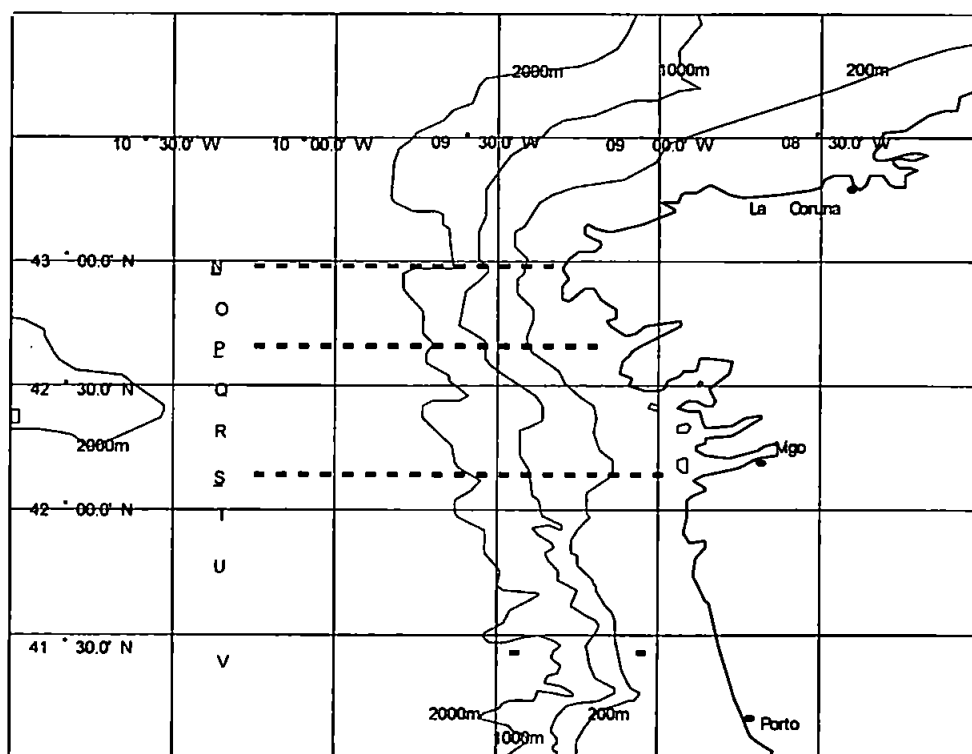 2000m 1000m 200m
10° 30.0' W 10° 00.0' W 09° 30.0' W 09° 00.0' W 08° 30.0' W
La Coruna
43° 00.0' N N
O
P
42° 30.0' N Q
R
2000m Vigo
S
42° 00.0' N T
U
41° 30.0' N V
2000m 200m
Porto
1000m